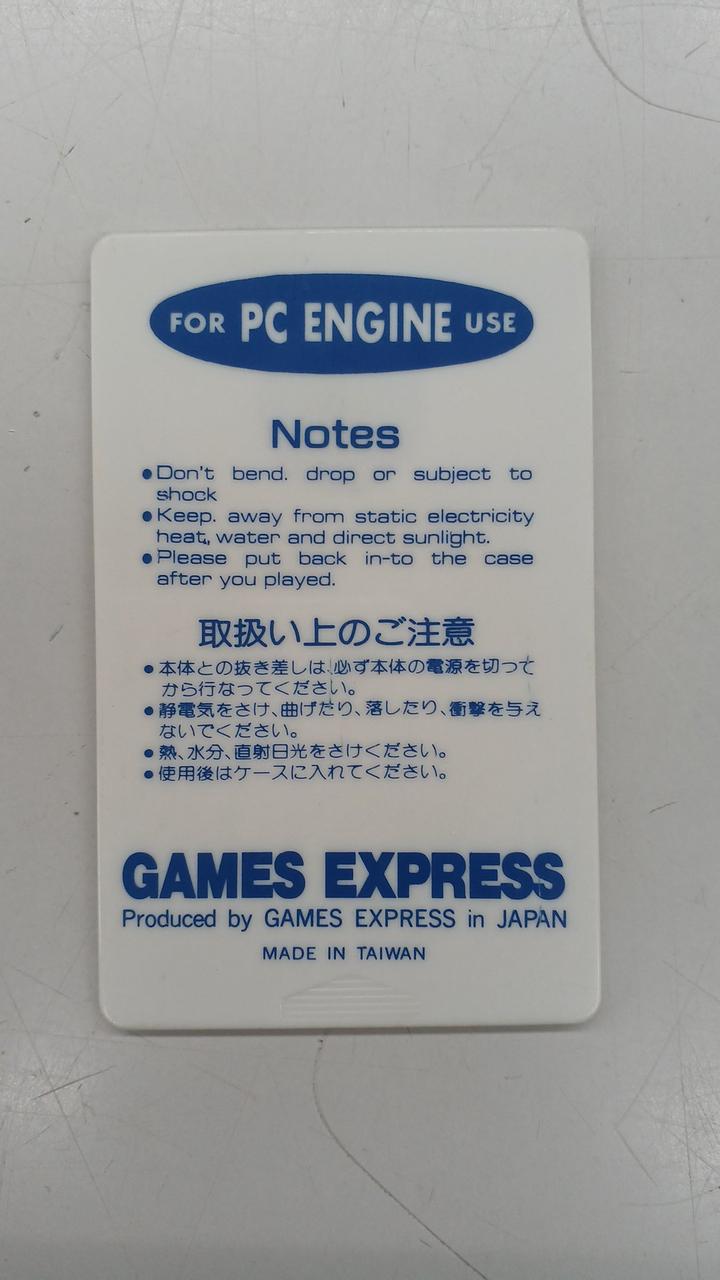 FOR PC ENGINE USE
Notes
●Don't bend. drop or subject to
shock
●Keep. away from static electricity
heat, water and direct sunlight.
●Please put back in-to the case
after you played.
取扱い上のご注意
●本体との抜き差しは、必ず本体の電源を切って
から行なってください。
●静電気をさけ、曲げたり、落したり、衝撃を与え
ないでください。
●熱、水分、直射日光をさけください。
●使用後はケースに入れてください。
GAMES EXPRESS
Produced by GAMES EXPRESS in JAPAN
MADE IN TAIWAN